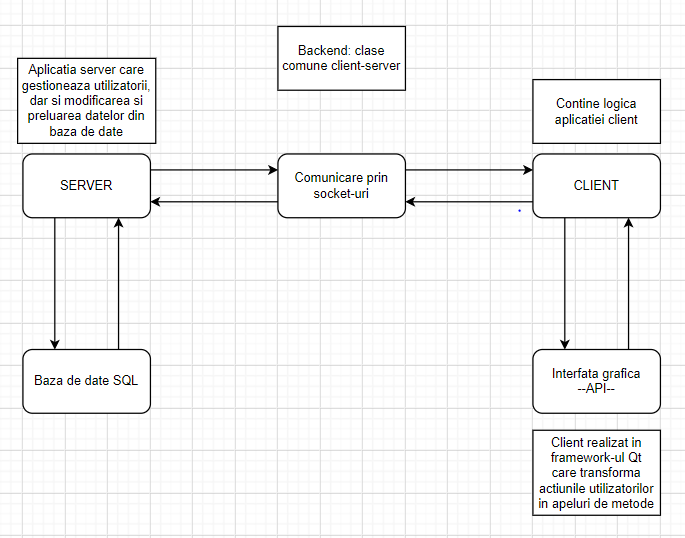 Backend: clase
comune client-server
Aplicatia server care
gestioneaza utilizatorii,
dar si modificarea si
preluarea datelor din
baza de date
Contine logica
aplicatiei client
SERVER
Comunicare prin
socket-uri
CLIENT
Baza de date SQL
Interfata grafica
--API--
Client realizat in
framework-ul Qt
care transforma
actiunile utilizatorilor
in apeluri de metode